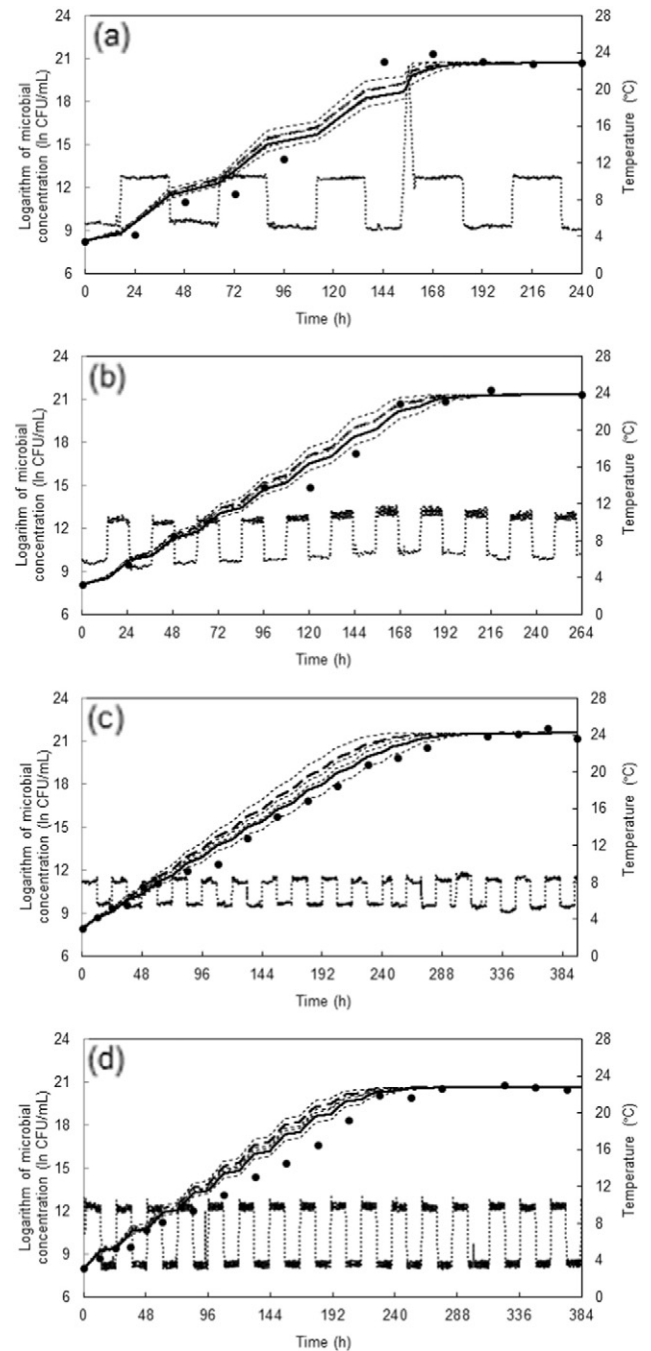 (a)
Logarithm of microbial
concentration (ln CFU/mL)
24
21
18
15
12
9
6
28
24
20
16
12
8
4
0
Temperature (°C)
0 24 48 72 96 120 144 168 192 216 240
Time (h)
(b)
Logarithm of microbial
concentration (ln CFU/mL)
24
21
18
15
12
9
6
28
24
20
16
12
8
4
0
Temperature (°C)
0 24 48 72 96 120 144 168 192 216 240 264
Time (h)
(c)
Logarithm of microbial
concentration (ln CFU/mL)
24
21
18
15
12
9
6
28
24
20
16
12
8
4
0
Temperature (°C)
0 48 96 144 192 240 288 336 384
Time (h)
(d)
Logarithm of microbial
concentration (ln CFU/mL)
24
21
18
15
12
9
6
28
24
20
16
12
8
4
0
Temperature (°C)
0 48 96 144 192 240 288 336 384
Time (h)